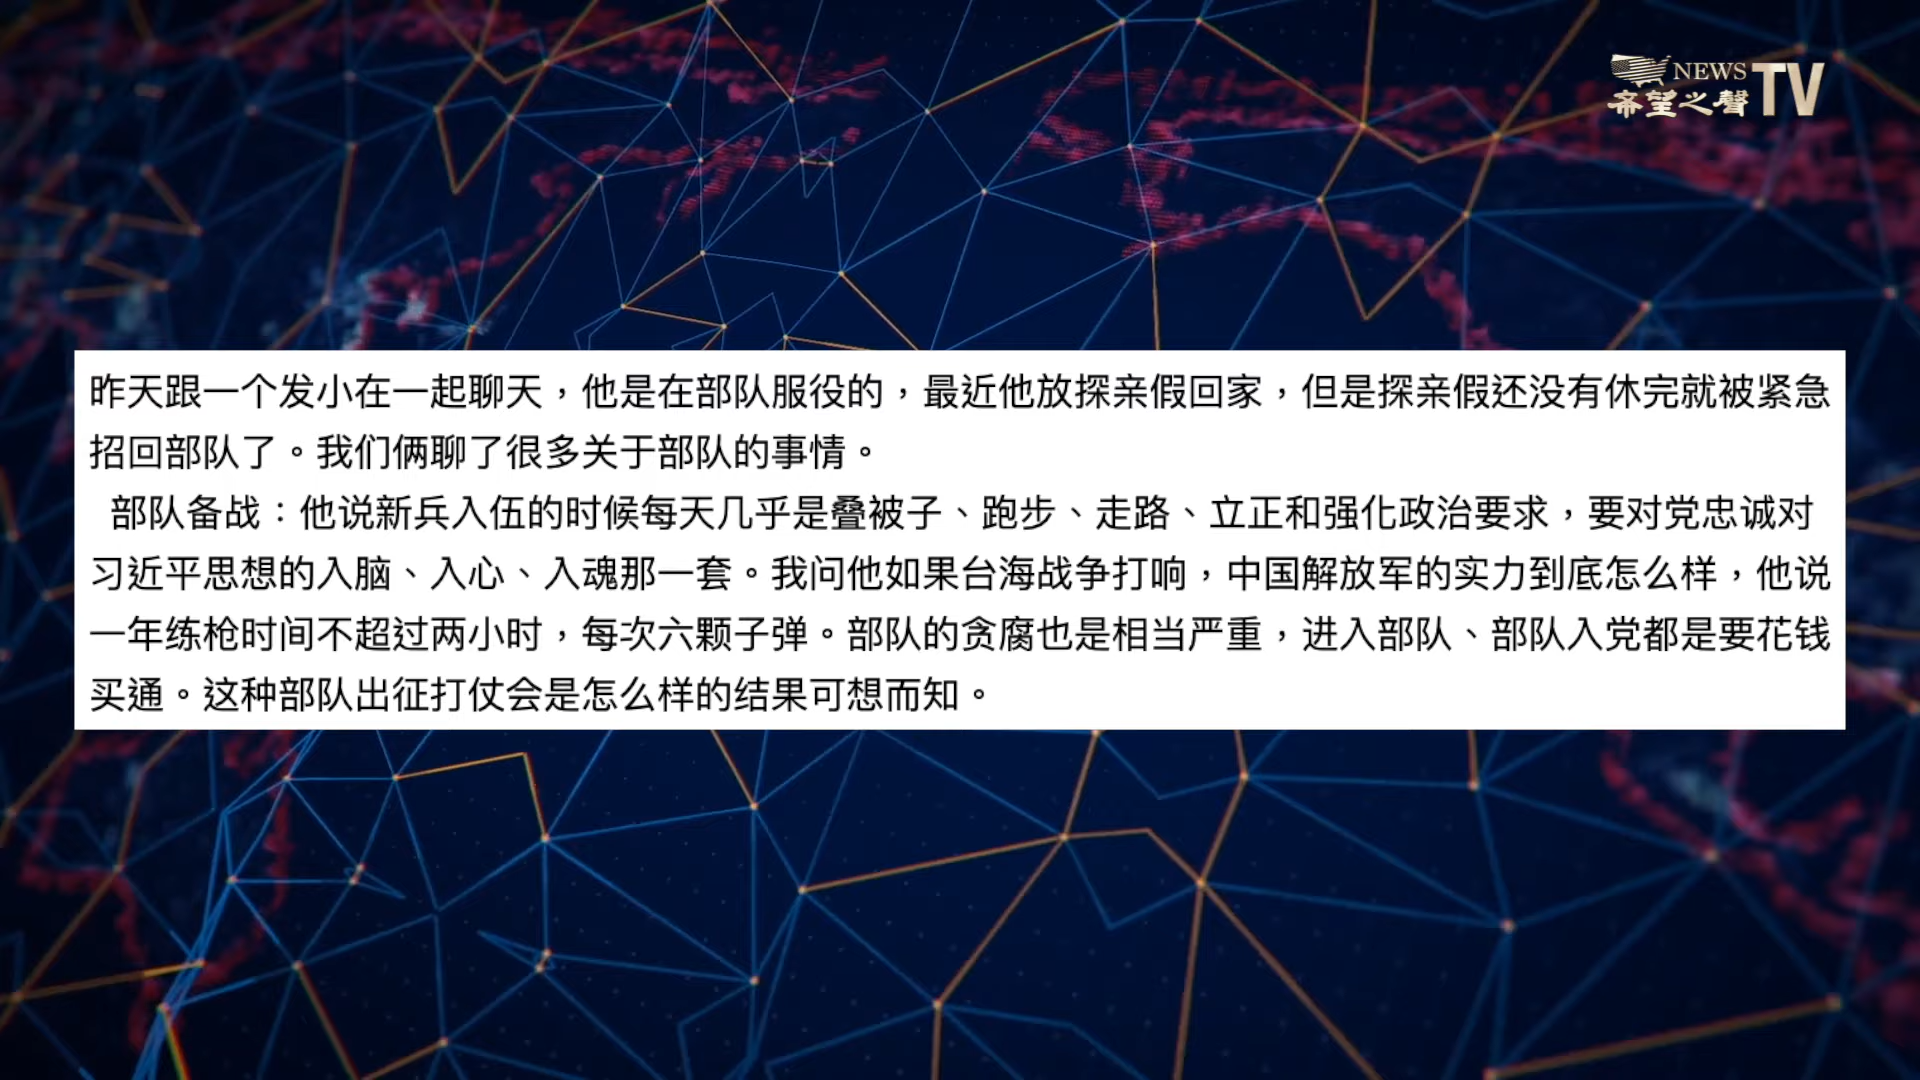 NEWS
希望之聲TV
昨天跟一个发小在一起聊天，他是在部队服役的，最近他放探亲假回家，但是探亲假还没有休完就被紧急
招回部队了。我们俩聊了很多关于部队的事情。
部队备战：他说新兵入伍的时候每天几乎是叠被子、跑步、走路、立正和强化政治要求，要对党忠诚对
习近平思想的入脑、入心、入魂那一套。我问他如果台海战争打响，中国解放军的实力到底怎么样，他说
一年练枪时间不超过两小时，每次六颗子弹。部队的贪腐也是相当严重，进入部队、部队入党都是要花钱
买通。这种部队出征打仗会是怎么样的结果可想而知。